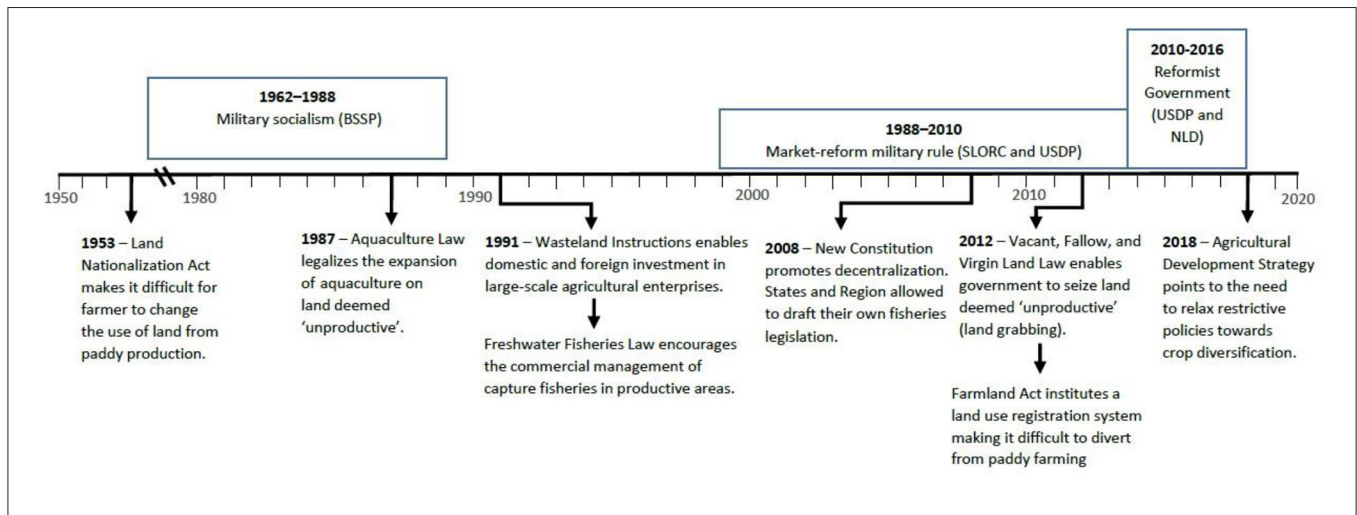 1962–1988
Military socialism (BSSP)
1988–2010
Market-reform military rule (SLORC and USDP)
2010-2016
Reformist
Government
(USDP and
NLD)
1950
1980
1990
2000
2010
2020
1953 – Land
Nationalization Act
makes it difficult for
farmer to change
the use of land from
paddy production.
1987 – Aquaculture Law
legalizes the expansion
of aquaculture on
land deemed
‘unproductive’.
1991 – Wasteland Instructions enables
domestic and foreign investment in
large-scale agricultural enterprises.
Freshwater Fisheries Law encourages
the commercial management of
capture fisheries in productive areas.
2008 – New Constitution
promotes decentralization.
States and Region allowed
to draft their own fisheries
legislation.
2012 – Vacant, Fallow, and
Virgin Land Law enables
government to seize land
deemed ‘unproductive’
(land grabbing).
Farmland Act institutes a
land use registration system
making it difficult to divert
from paddy farming
2018 – Agricultural
Development Strategy
points to the need
to relax restrictive
policies towards
crop diversification.